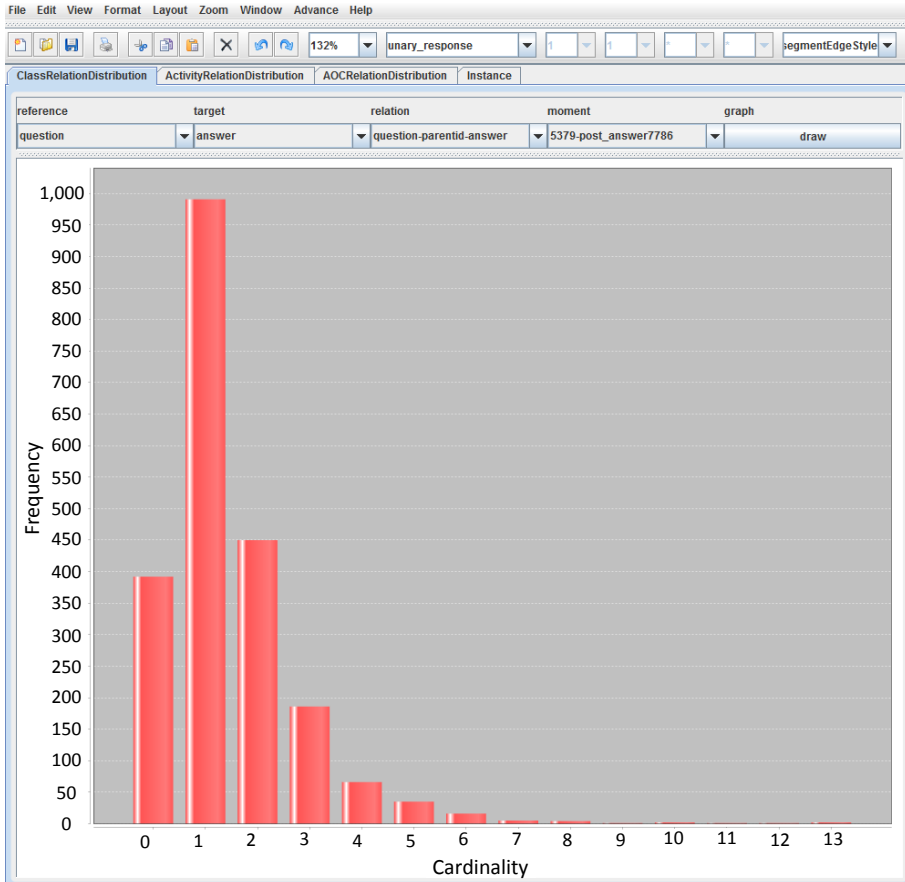 File Edit View Format Layout Zoom Window Advance Help
132% unary_response 1 1 * * segmentEdgeStyle
ClassRelationDistribution ActivityRelationDistribution AOCRelationDistribution Instance
reference target relation moment graph
question answer question-parentid-answer 5379-post_answer7786 draw
1,000
950
900
850
800
750
700
650
600
550
500
450
400
350
300
250
200
150
100
50
0
Frequency
0 1 2 3 4 5 6 7 8 9 10 11 12 13
Cardinality